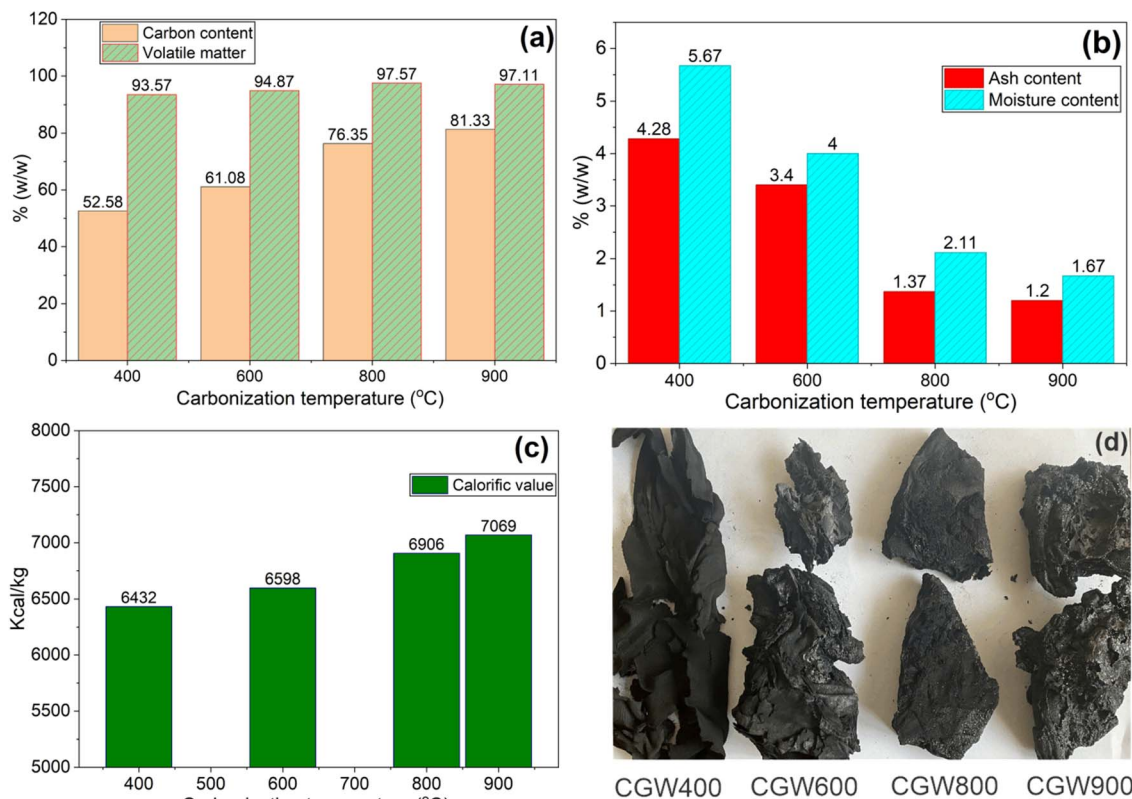 (a)
Carbon content
Volatile matter
120
100
80
60
40
20
0
% (w/w)
52.58
93.57
61.08
94.87
76.35
97.57
81.33
97.11
400 600 800 900
Carbonization temperature (°C)
(b)
Ash content
Moisture content
6
5
4
3
2
1
0
% (w/w)
4.28
5.67
3.4
4
1.37
2.11
1.2
1.67
400 600 800 900
Carbonization temperature (°C)
(c)
Calorific value
8000
7500
7000
6500
6000
5500
5000
Kcal/kg
6432
6598
6906
7069
400 500 600 700 800 900
(d)
CGW400 CGW600 CGW800 CGW900